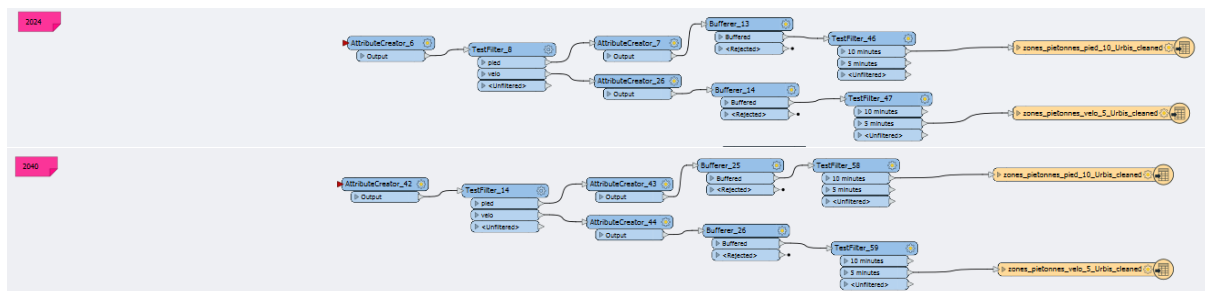 2024
AttributeCreator_6
Output
TestFilter_8
pied
velo
<Unfiltered>
AttributeCreator_7
Output
AttributeCreator_26
Output
Bufferer_13
Buffered
<Rejected>
Bufferer_14
Buffered
<Rejected>
TestFilter_46
10 minutes
5 minutes
<Unfiltered>
TestFilter_47
10 minutes
5 minutes
<Unfiltered>
zones_pietonnes_pied_10_Urbis_cleaned
zones_pietonnes_velo_5_Urbis_cleaned
2040
AttributeCreator_42
Output
TestFilter_14
pied
velo
<Unfiltered>
AttributeCreator_43
Output
AttributeCreator_44
Output
Bufferer_25
Buffered
<Rejected>
Bufferer_26
Buffered
<Rejected>
TestFilter_58
10 minutes
5 minutes
<Unfiltered>
TestFilter_59
10 minutes
5 minutes
<Unfiltered>
zones_pietonnes_pied_10_Urbis_cleaned
zones_pietonnes_velo_5_Urbis_cleaned